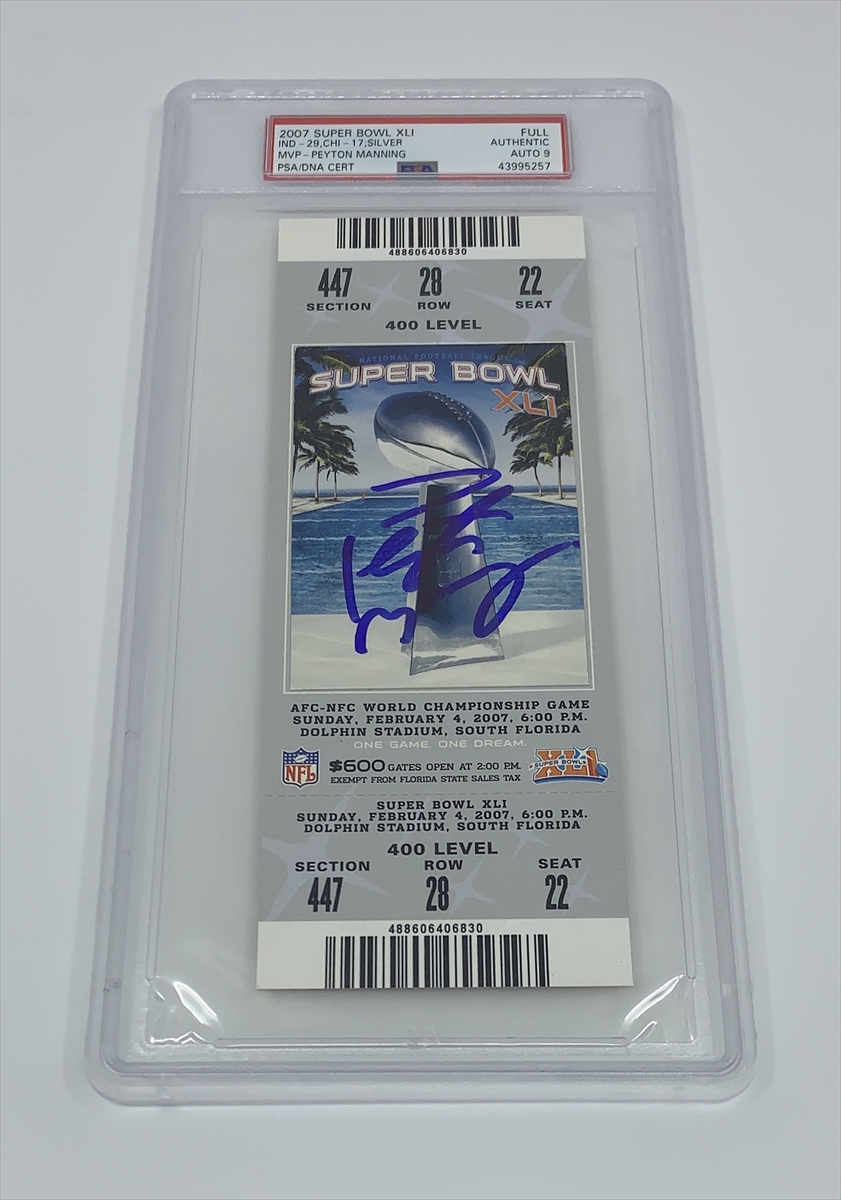 2007 SUPER BOWL XLI FULL
IND - 29,CHI - 17,SILVER AUTHENTIC
MVP - PEYTON MANNING AUTO 9
PSA/DNA CERT 43995257
488606406830
447 28 22
SECTION ROW SEAT
400 LEVEL
NATIONAL FOOTBALL LEAGUE
SUPER BOWL
XLI
AFC-NFC WORLD CHAMPIONSHIP GAME
SUNDAY, FEBRUARY 4, 2007, 6:00 P.M.
DOLPHIN STADIUM, SOUTH FLORIDA
ONE GAME. ONE DREAM.
NFL
$600 GATES OPEN AT 2:00 P.M.
EXEMPT FROM FLORIDA STATE SALES TAX
XLI
SUPER BOWL
SUPER BOWL XLI
SUNDAY, FEBRUARY 4, 2007, 6:00 P.M.
DOLPHIN STADIUM, SOUTH FLORIDA
400 LEVEL
SECTION ROW SEAT
447 28 22
488606406830